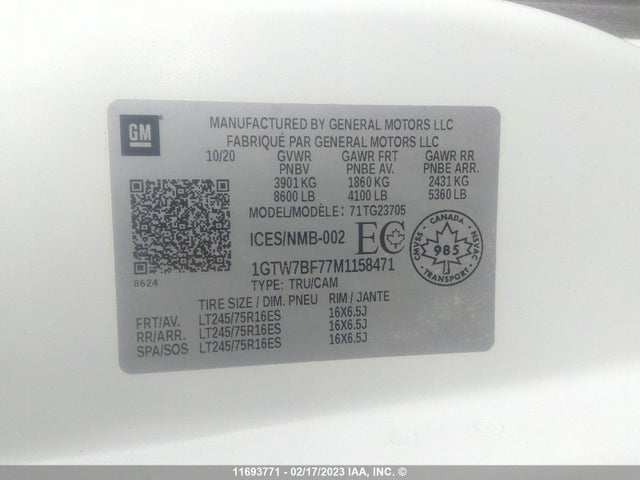 GM
MANUFACTURED BY GENERAL MOTORS LLC
FABRIQUÉ PAR GENERAL MOTORS LLC
10/20 GVWR GAWR FRT GAWR RR
PNBV PNBE AV. PNBE ARR.
3901 KG 1860 KG 2431 KG
8600 LB 4100 LB 5360 LB
MODEL/MODÈLE: 71TG23705
ICES/NMB-002 EC
CANADA
CMVSS 985 NSVAC
TRANSPORT
1GTW7BF77M1158471
8624
TYPE: TRU/CAM
TIRE SIZE / DIM. PNEU RIM / JANTE
FRT/AV. LT245/75R16ES 16X6.5J
RR/ARR. LT245/75R16ES 16X6.5J
SPA/SOS LT245/75R16ES 16X6.5J
11693771 - 02/17/2023 IAA, INC. ©